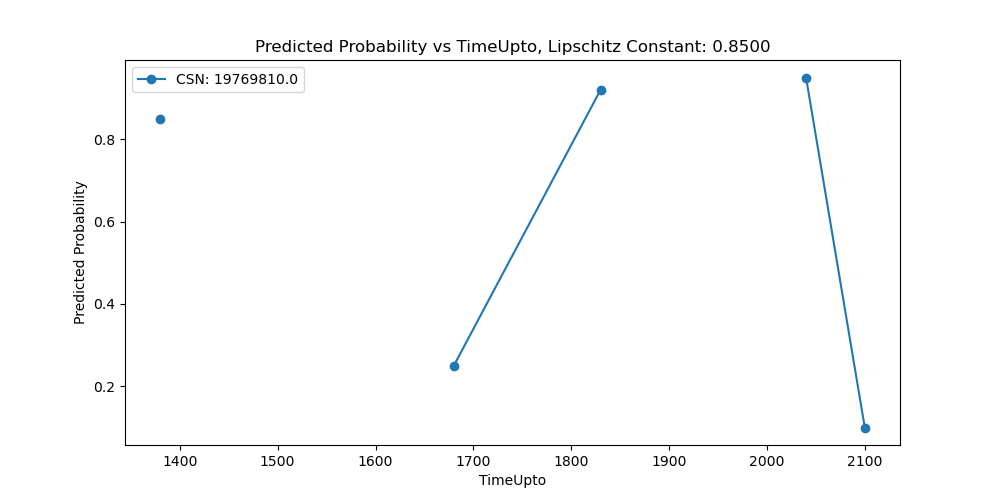 Predicted Probability vs TimeUpto, Lipschitz Constant: 0.8500
CSN: 19769810.0
Predicted Probability
0.8
0.6
0.4
0.2
1400 1500 1600 1700 1800 1900 2000 2100
TimeUpto